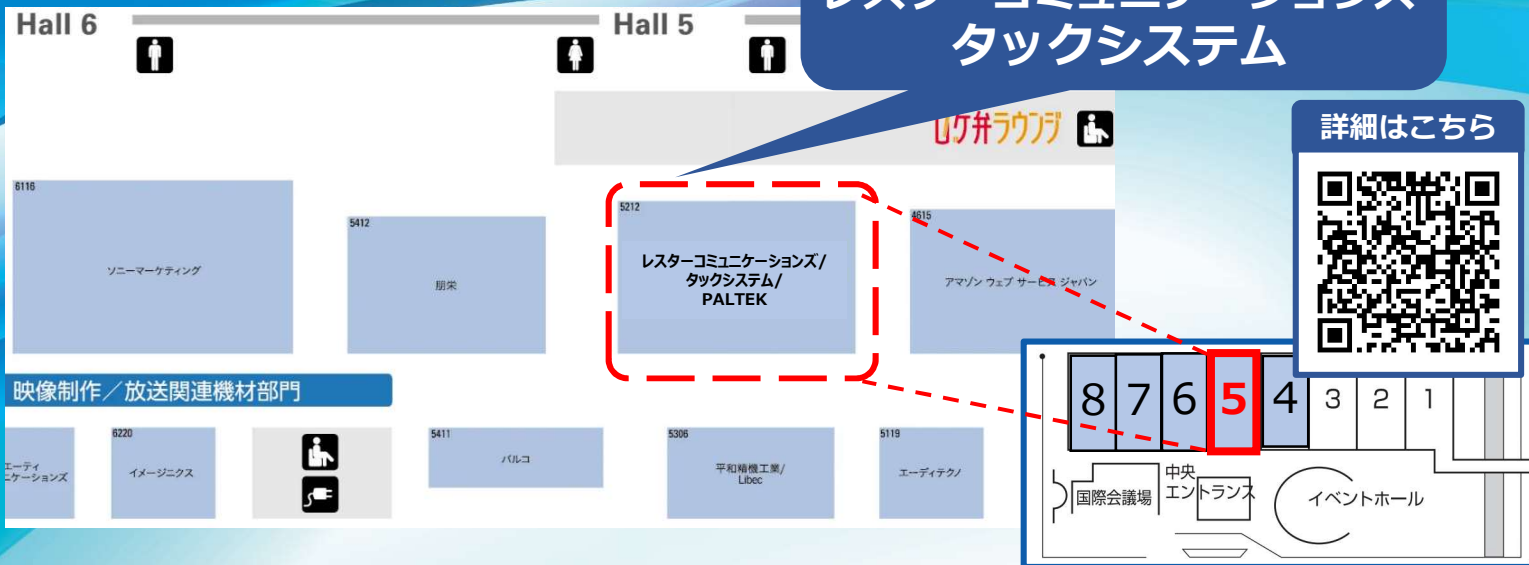 レスターコミュニケーションズ
タックシステム
Hall 6
Hall 5
ロケ弁ラウンジ
詳細はこちら
6116
ソニーマーケティング
5412
朋栄
5212
レスターコミュニケーションズ/
タックシステム/
PALTEK
4615
アマゾン ウェブ サービス ジャパン
映像制作／放送関連機材部門
エーティ
ニケーションズ
6220
イメージニクス
5411
パルコ
5306
平和精機工業/
Libec
5119
エーディテクノ
8 7 6 5 4 3 2 1
国際会議場
中央
エントランス
イベントホール